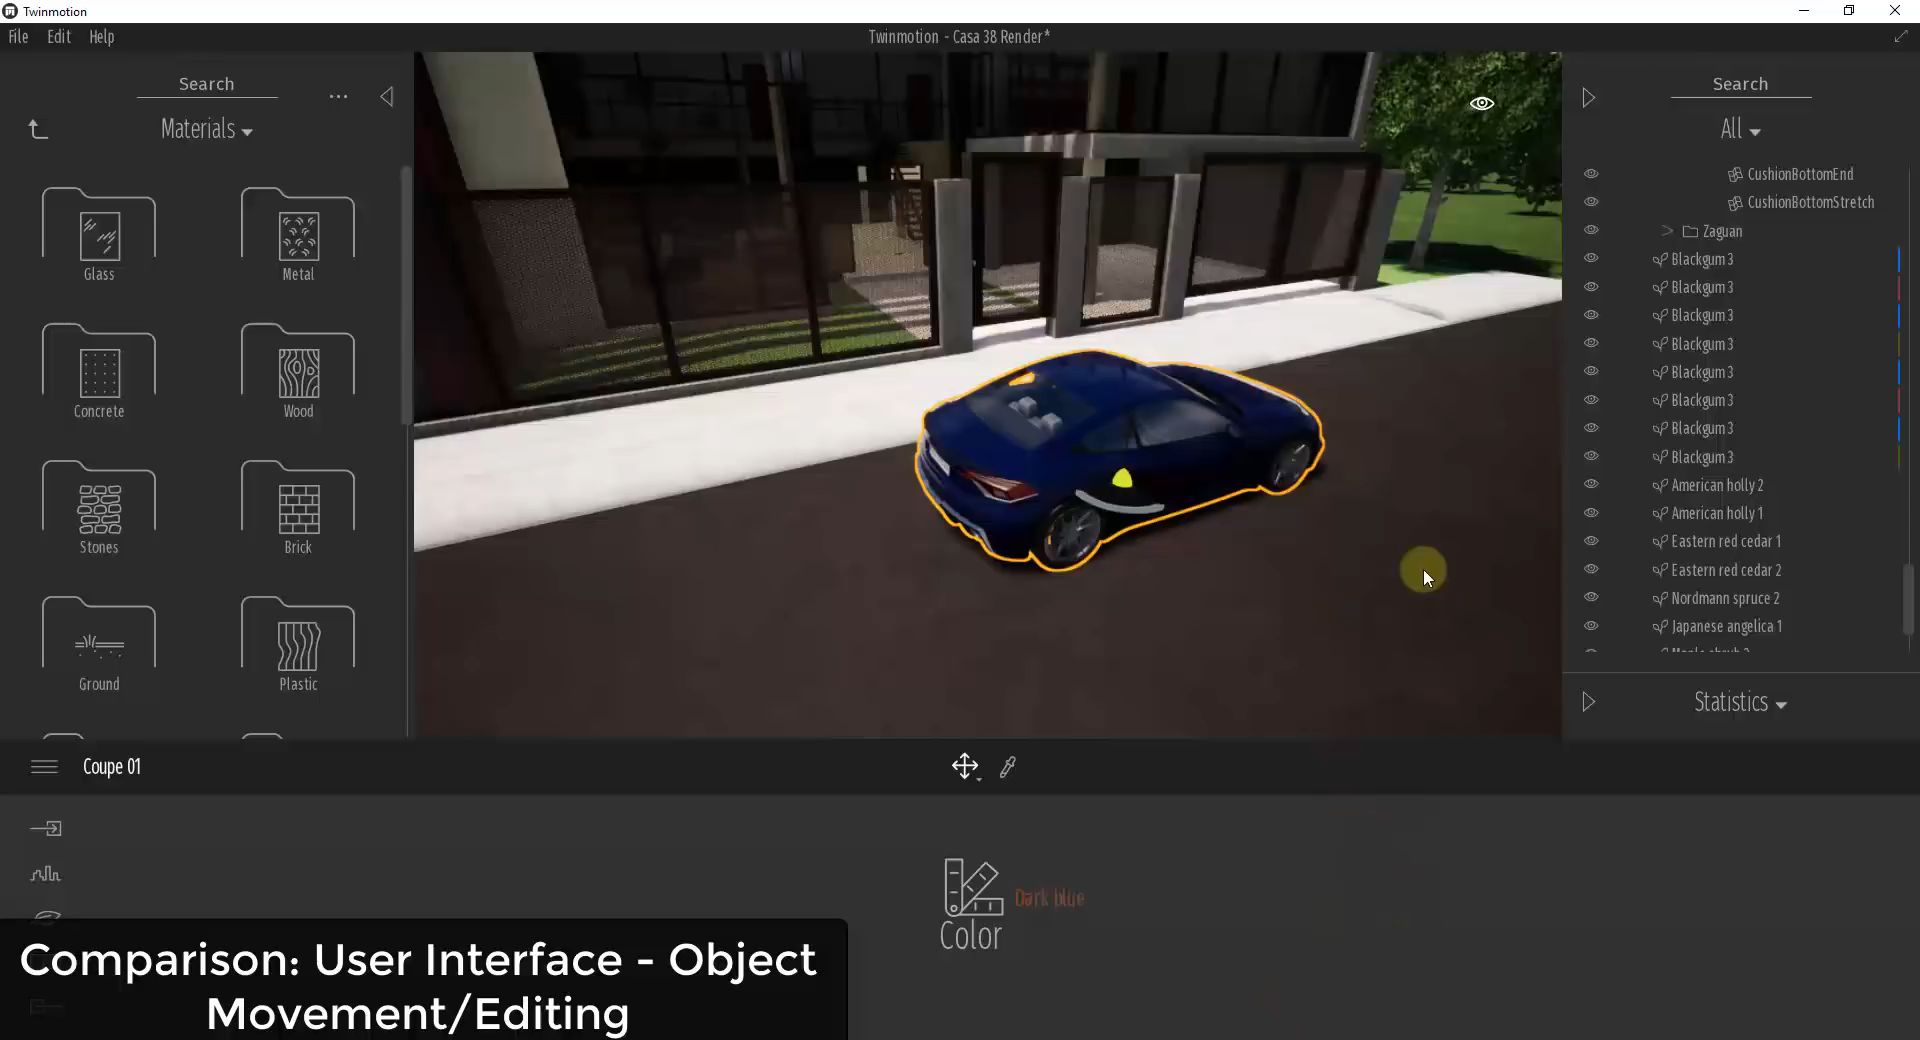 Twinmotion
File Edit Help
Twinmotion - Casa 38 Render*
Search
Materials
Glass
Metal
Concrete
Wood
Stones
Brick
Ground
Plastic
Search
All
CushionBottomEnd
CushionBottomStretch
Zaguan
Blackgum 3
Blackgum 3
Blackgum 3
Blackgum 3
Blackgum 3
Blackgum 3
Blackgum 3
Blackgum 3
American holly 2
American holly 1
Eastern red cedar 1
Eastern red cedar 2
Nordmann spruce 2
Japanese angelica 1
Statistics
Coupe 01
Dark blue
Color
Comparison: User Interface - Object
Movement/Editing